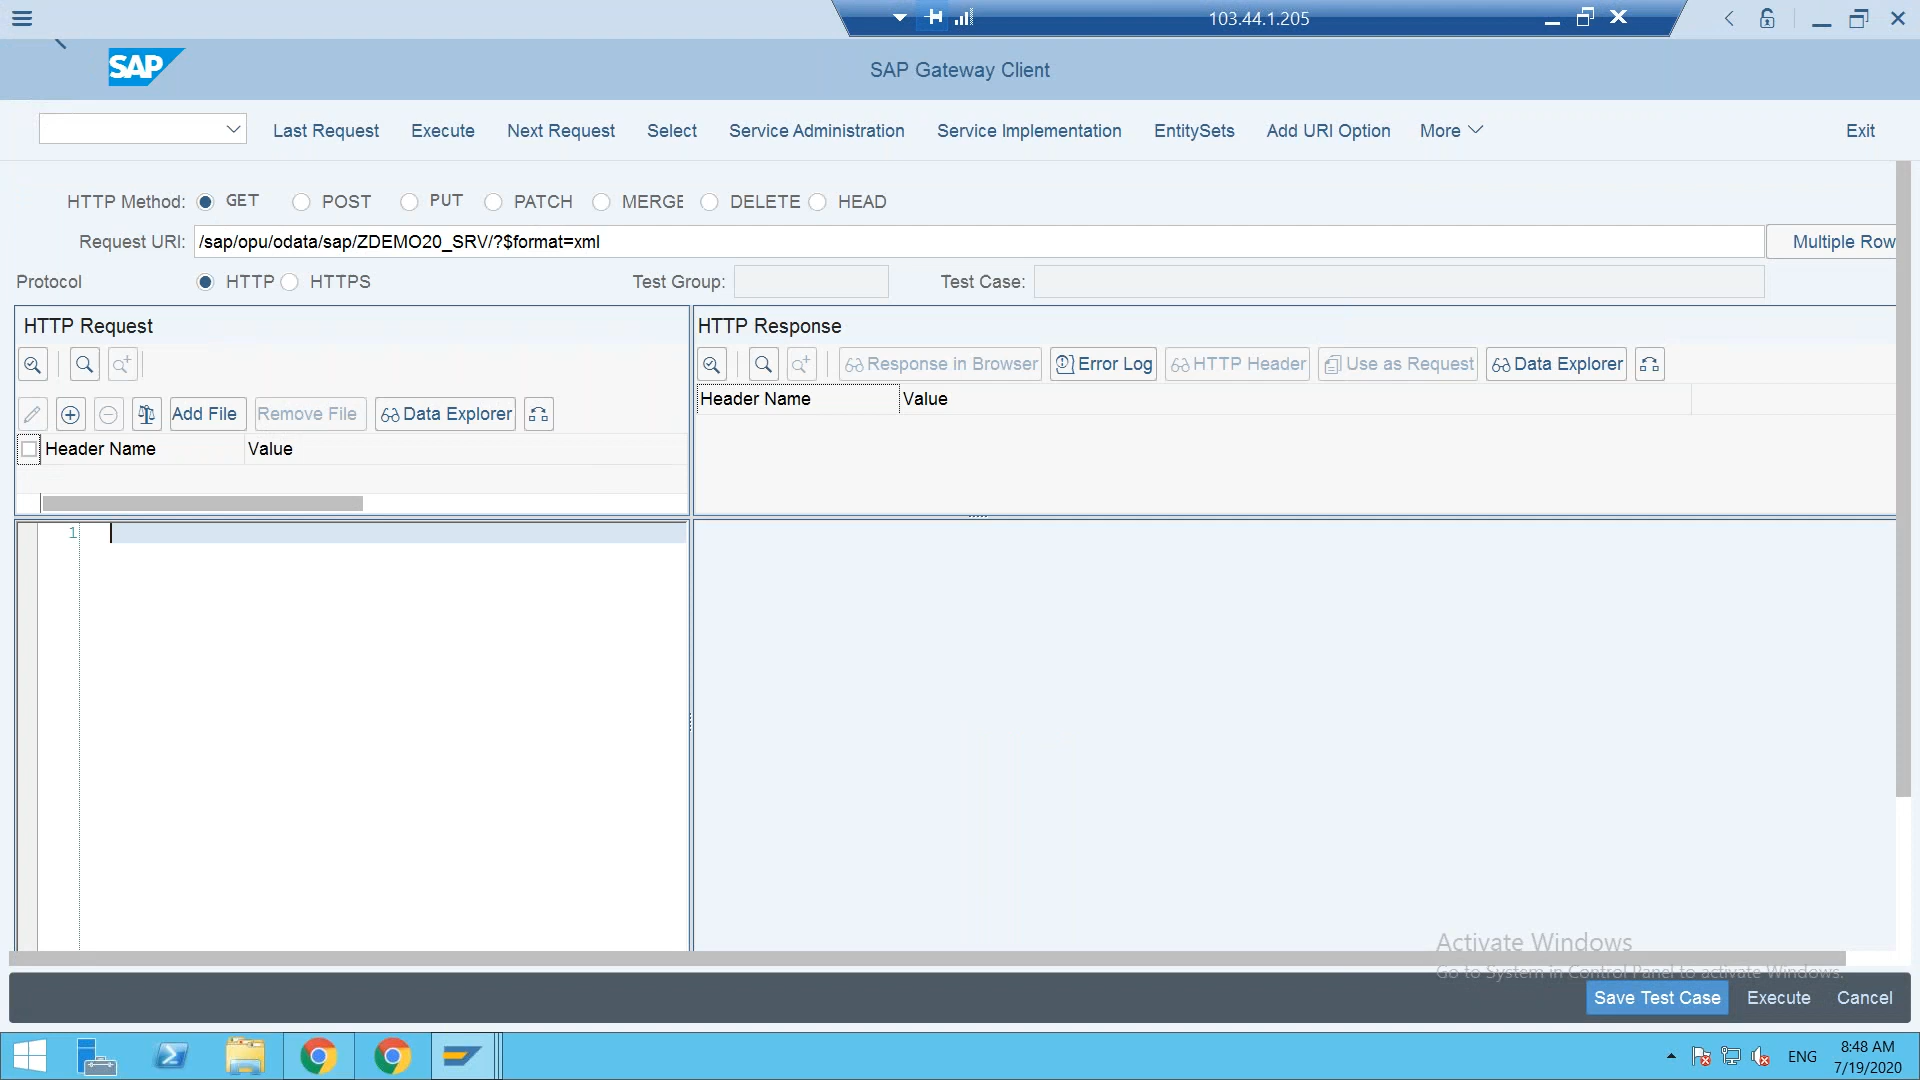 103.44.1.205
SAP
SAP Gateway Client
Last Request Execute Next Request Select Service Administration Service Implementation EntitySets Add URI Option More Exit
HTTP Method: GET POST PUT PATCH MERGE DELETE HEAD
Request URI: /sap/opu/odata/sap/ZDEMO20_SRV/?$format=xml Multiple Row
Protocol HTTP HTTPS Test Group: Test Case:
HTTP Request
HTTP Response
Response in Browser Error Log HTTP Header Use as Request Data Explorer
Header Name Value
Add File Remove File Data Explorer
Header Name Value
1
Activate Windows
Go to System in Control Panel to activate Windows.
Save Test Case Execute Cancel
ENG 8:48 AM
7/19/2020